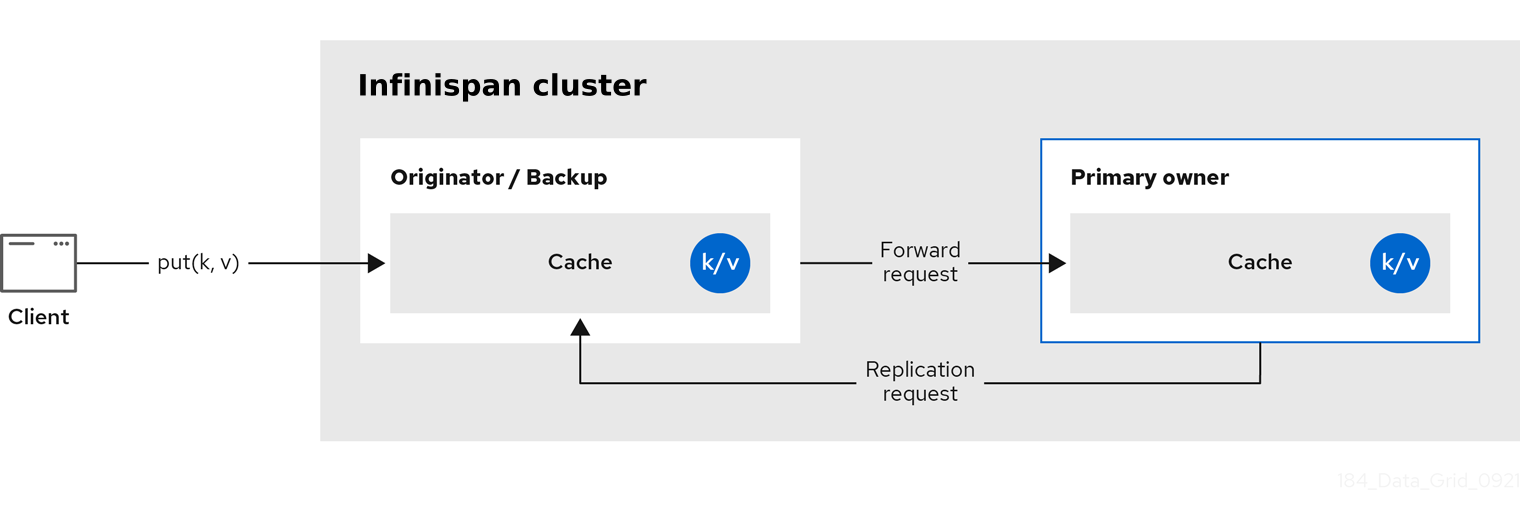 Infinispan cluster
Originator / Backup
Primary owner
put(k, v)
Cache
k/v
Forward
request
Cache
k/v
Client
Replication
request
184_Data_Grid_0921